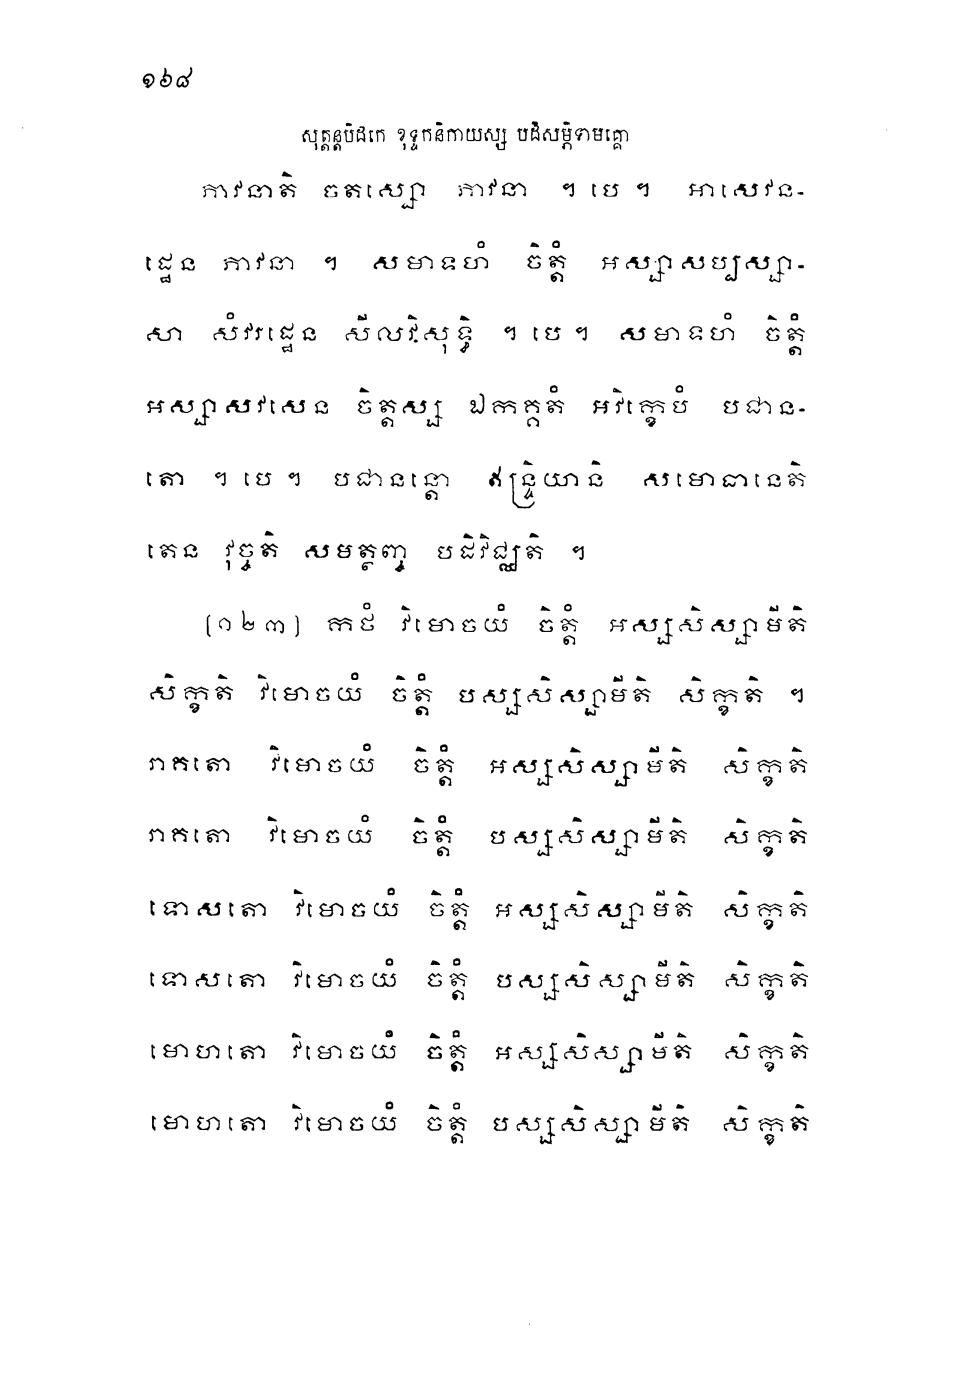 ១៦៨
សុត្តន្តបិដកេ ខុទ្ទកនិកាយស្ស បដិសម្ភិទាមគ្គោ
ភាវនាតិ ចតស្សោ ភាវនា ។ បេ ។ អាសេវន-
ដ្ឋេន ភាវនា ។ សមាទហំ ចិត្តំ អស្សាសប្បស្សា-
សា សំវរដ្ឋេន សីលវិសុទ្ធិ ។ បេ ។ សមាទហំ ចិត្តំ
អស្សាសវសេន ចិត្តស្ស ឯកគ្គតំ អវិក្ខេបំ បជាន-
តោ ។ បេ ។ បជានន្តោ ឥន្ទ្រិយានិ សមោធានេតិ
តេន វុច្ចតិ សមត្ថញ្ច បដិវិជ្ឈតិ ។
(១២៣) កថំ វិមោចយំ ចិត្តំ អស្សសិស្សាមីតិ
សិក្ខតិ វិមោចយំ ចិត្តំ បស្សសិស្សាមីតិ សិក្ខតិ ។
រាគតោ វិមោចយំ ចិត្តំ អស្សសិស្សាមីតិ សិក្ខតិ
រាគតោ វិមោចយំ ចិត្តំ បស្សសិស្សាមីតិ សិក្ខតិ
ទោសតោ វិមោចយំ ចិត្តំ អស្សសិស្សាមីតិ សិក្ខតិ
ទោសតោ វិមោចយំ ចិត្តំ បស្សសិស្សាមីតិ សិក្ខតិ
មោហតោ វិមោចយំ ចិត្តំ អស្សសិស្សាមីតិ សិក្ខតិ
មោហតោ វិមោចយំ ចិត្តំ បស្សសិស្សាមីតិ សិក្ខតិ